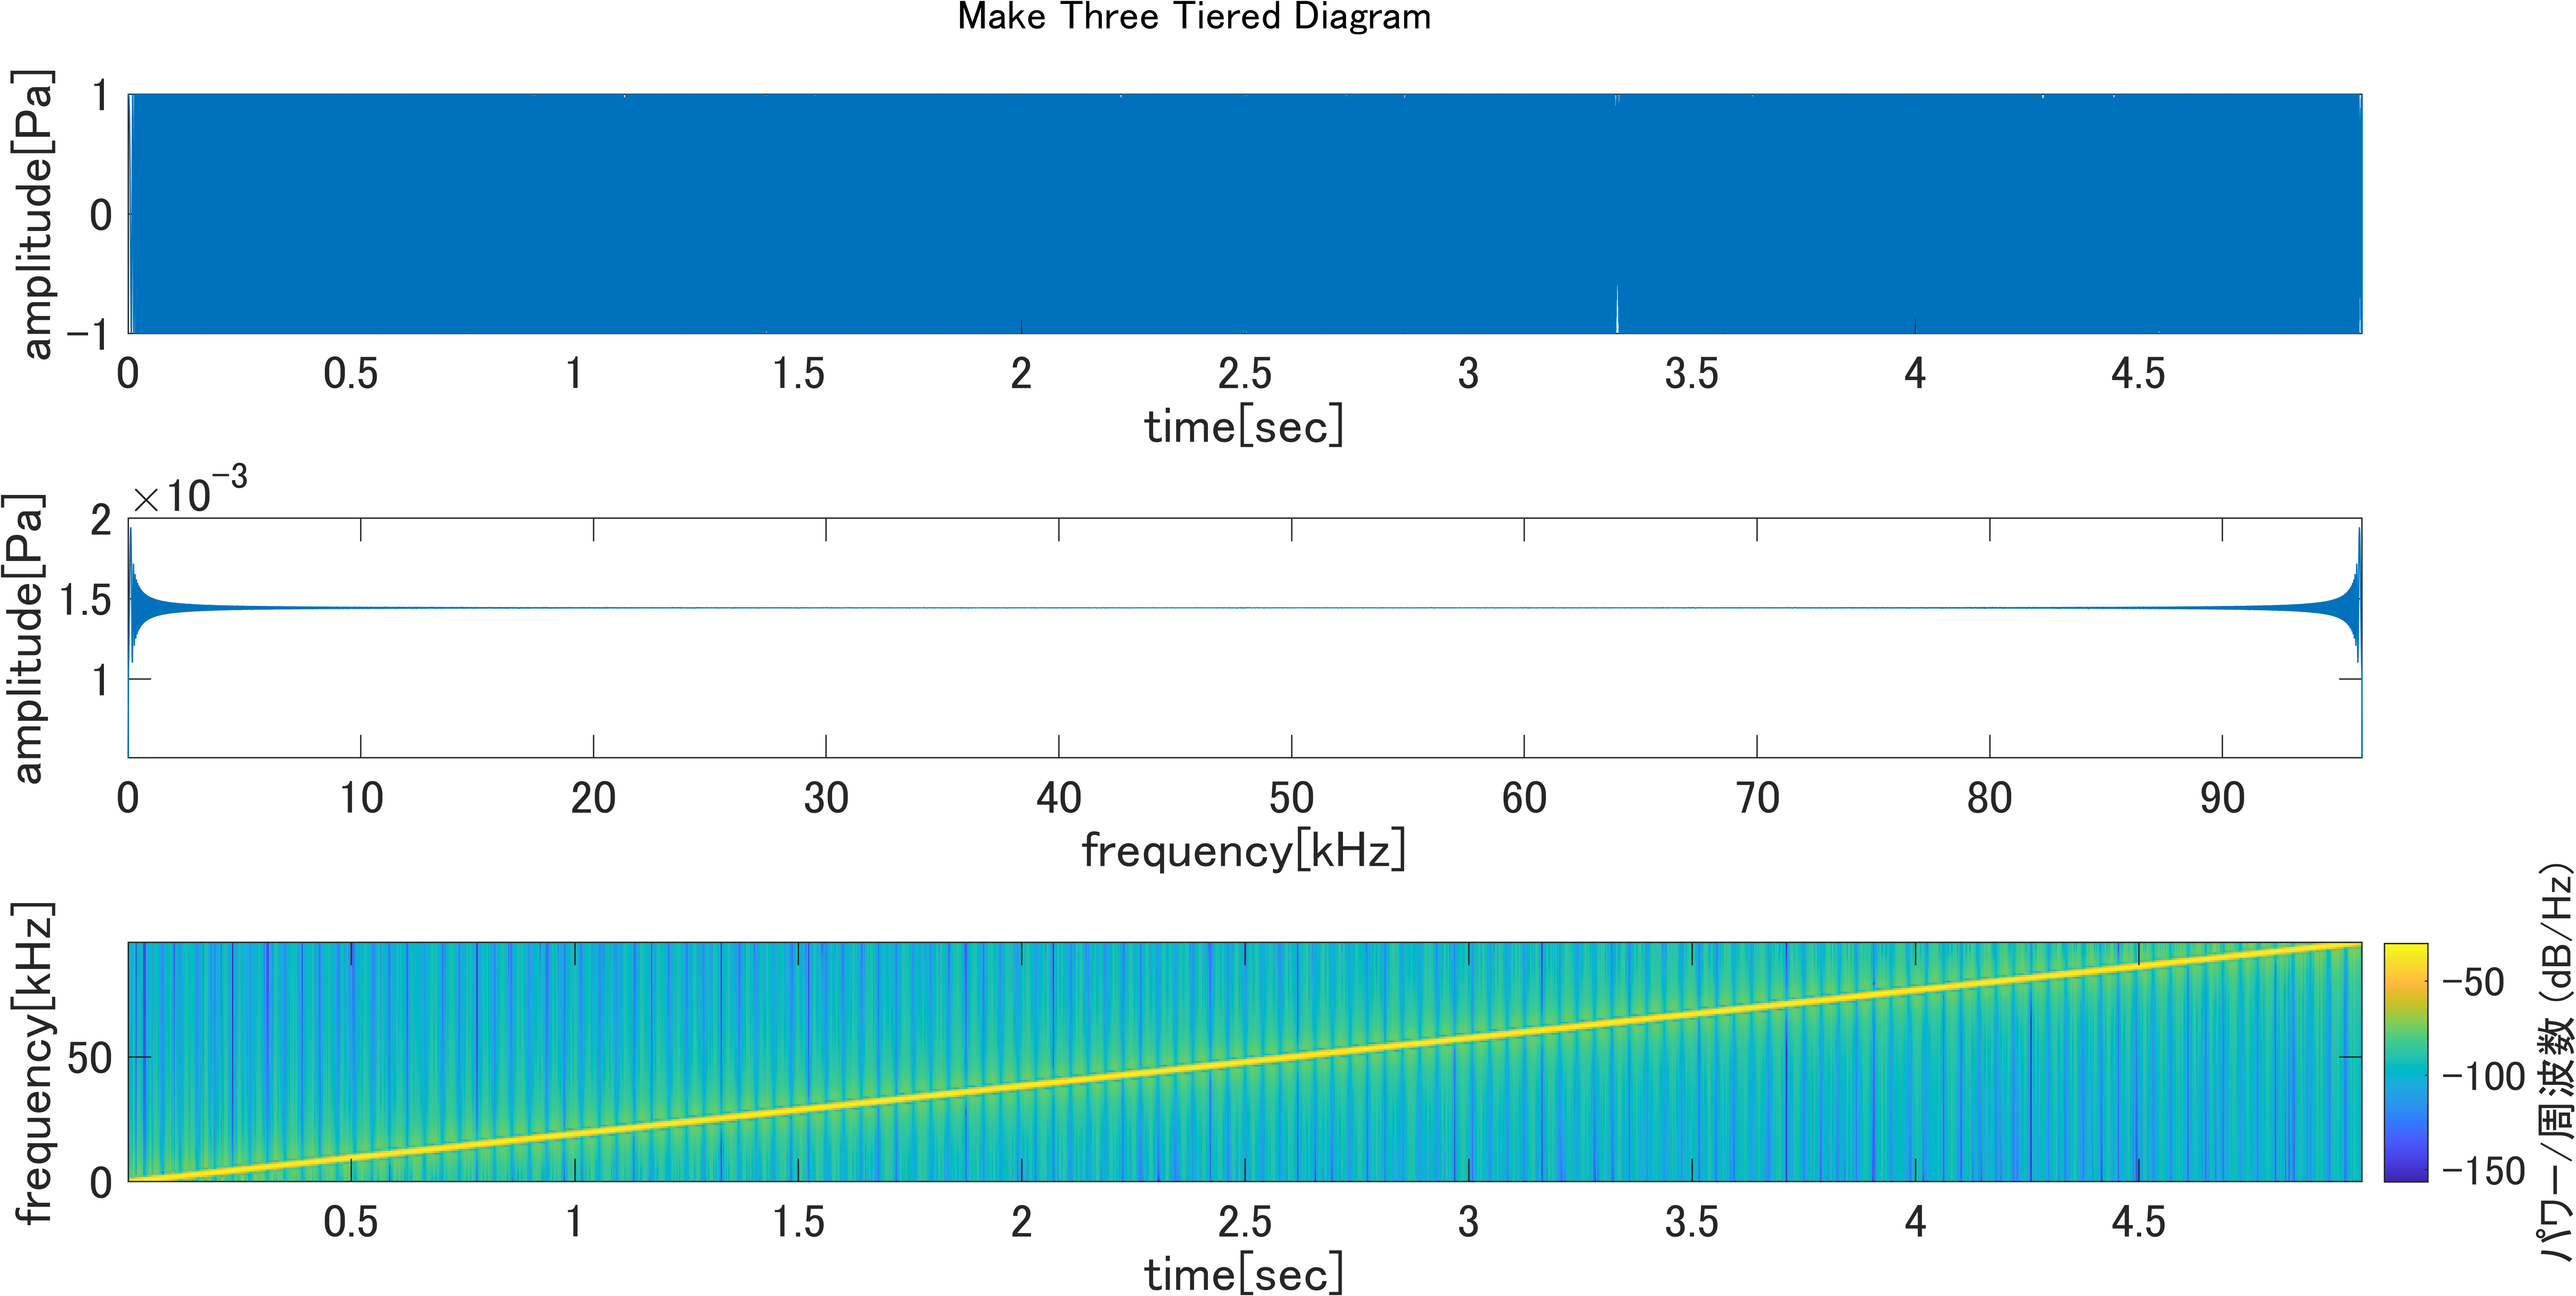 Make Three Tiered Diagram
amplitude[Pa]
1
0
−1
0 0.5 1 1.5 2 2.5 3 3.5 4 4.5
time[sec]
×10−3
amplitude[Pa]
2
1.5
1
0 10 20 30 40 50 60 70 80 90
frequency[kHz]
frequency[kHz]
50
0
0.5 1 1.5 2 2.5 3 3.5 4 4.5
time[sec]
−50
−100
−150
パワー/周波数 (dB/Hz)